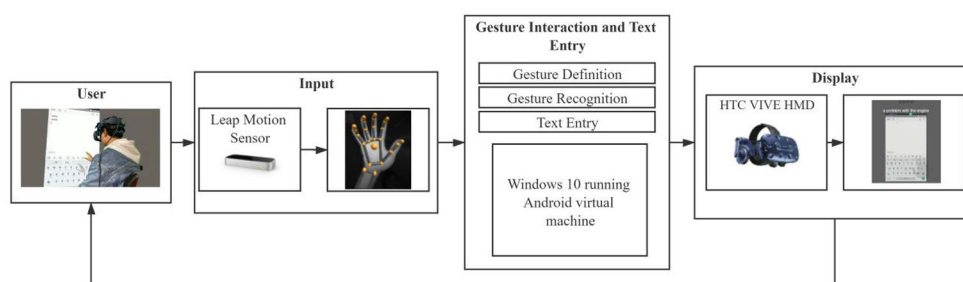 User
Input
Leap Motion
Sensor
Gesture Interaction and Text
Entry
Gesture Definition
Gesture Recognition
Text Entry
Windows 10 running
Android virtual
machine
Display
HTC VIVE HMD
a problem with the engine